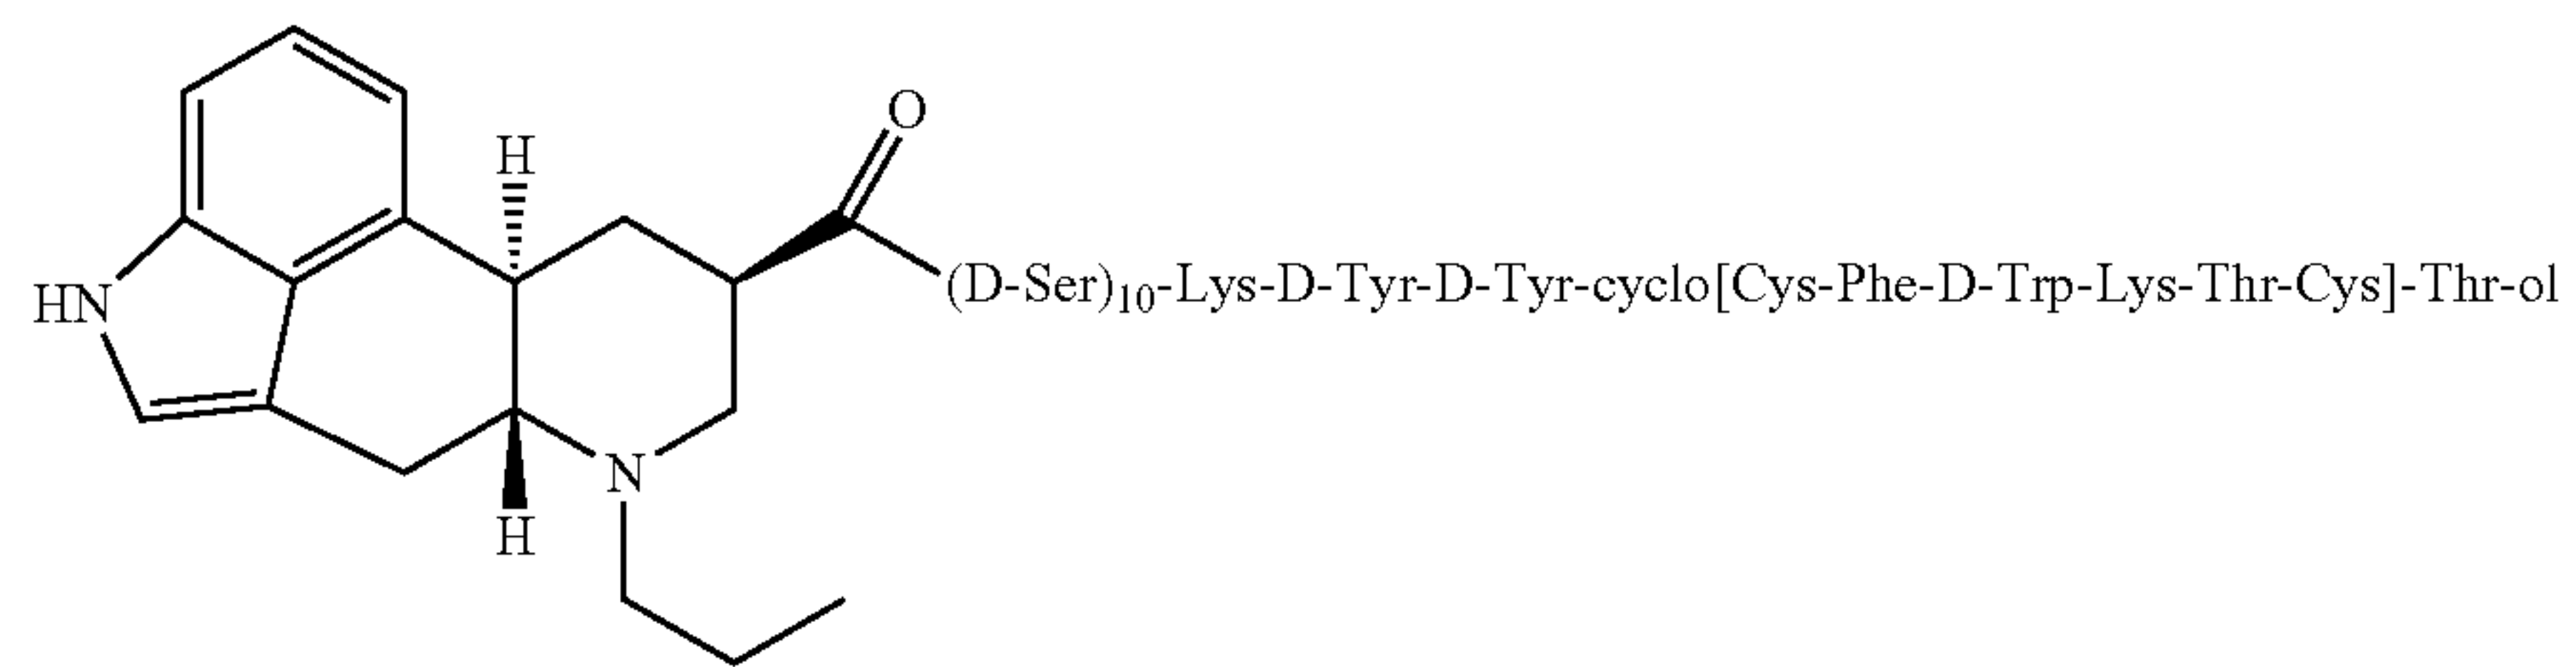 O
H
(D-Ser)₁₀-Lys-D-Tyr-D-Tyr-cyclo[Cys-Phe-D-Trp-Lys-Thr-Cys]-Thr-ol
HN
N
H